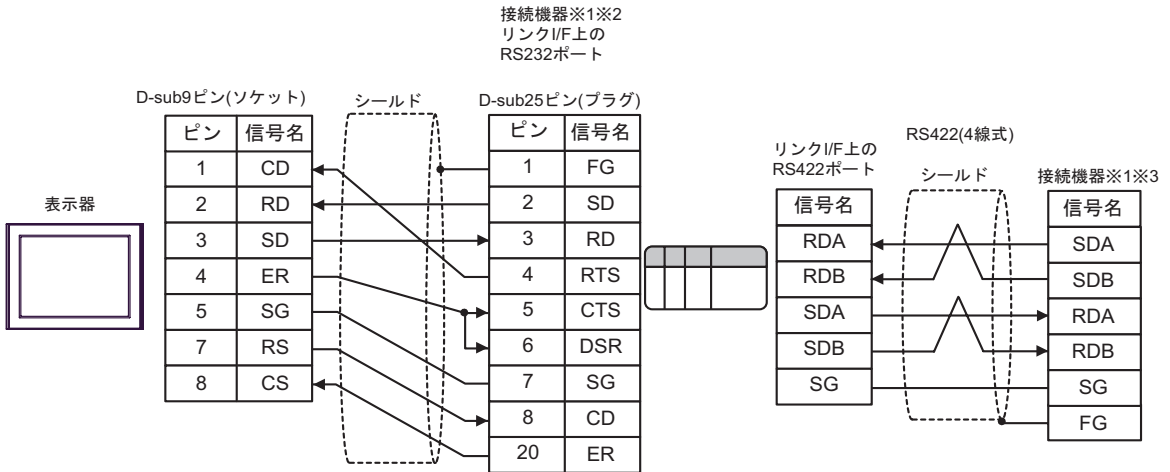 接続機器※1※2
リンクI/F上の
RS232ポート
D-sub9ピン(ソケット)
シールド
D-sub25ピン(プラグ)
ピン 信号名
1 CD
2 RD
3 SD
4 ER
5 SG
7 RS
8 CS
ピン 信号名
1 FG
2 SD
3 RD
4 RTS
5 CTS
6 DSR
7 SG
8 CD
20 ER
表示器
リンクI/F上の
RS422ポート
RS422(4線式)
シールド
接続機器※1※3
信号名
RDA
RDB
SDA
SDB
SG
信号名
SDA
SDB
RDA
RDB
SG
FG